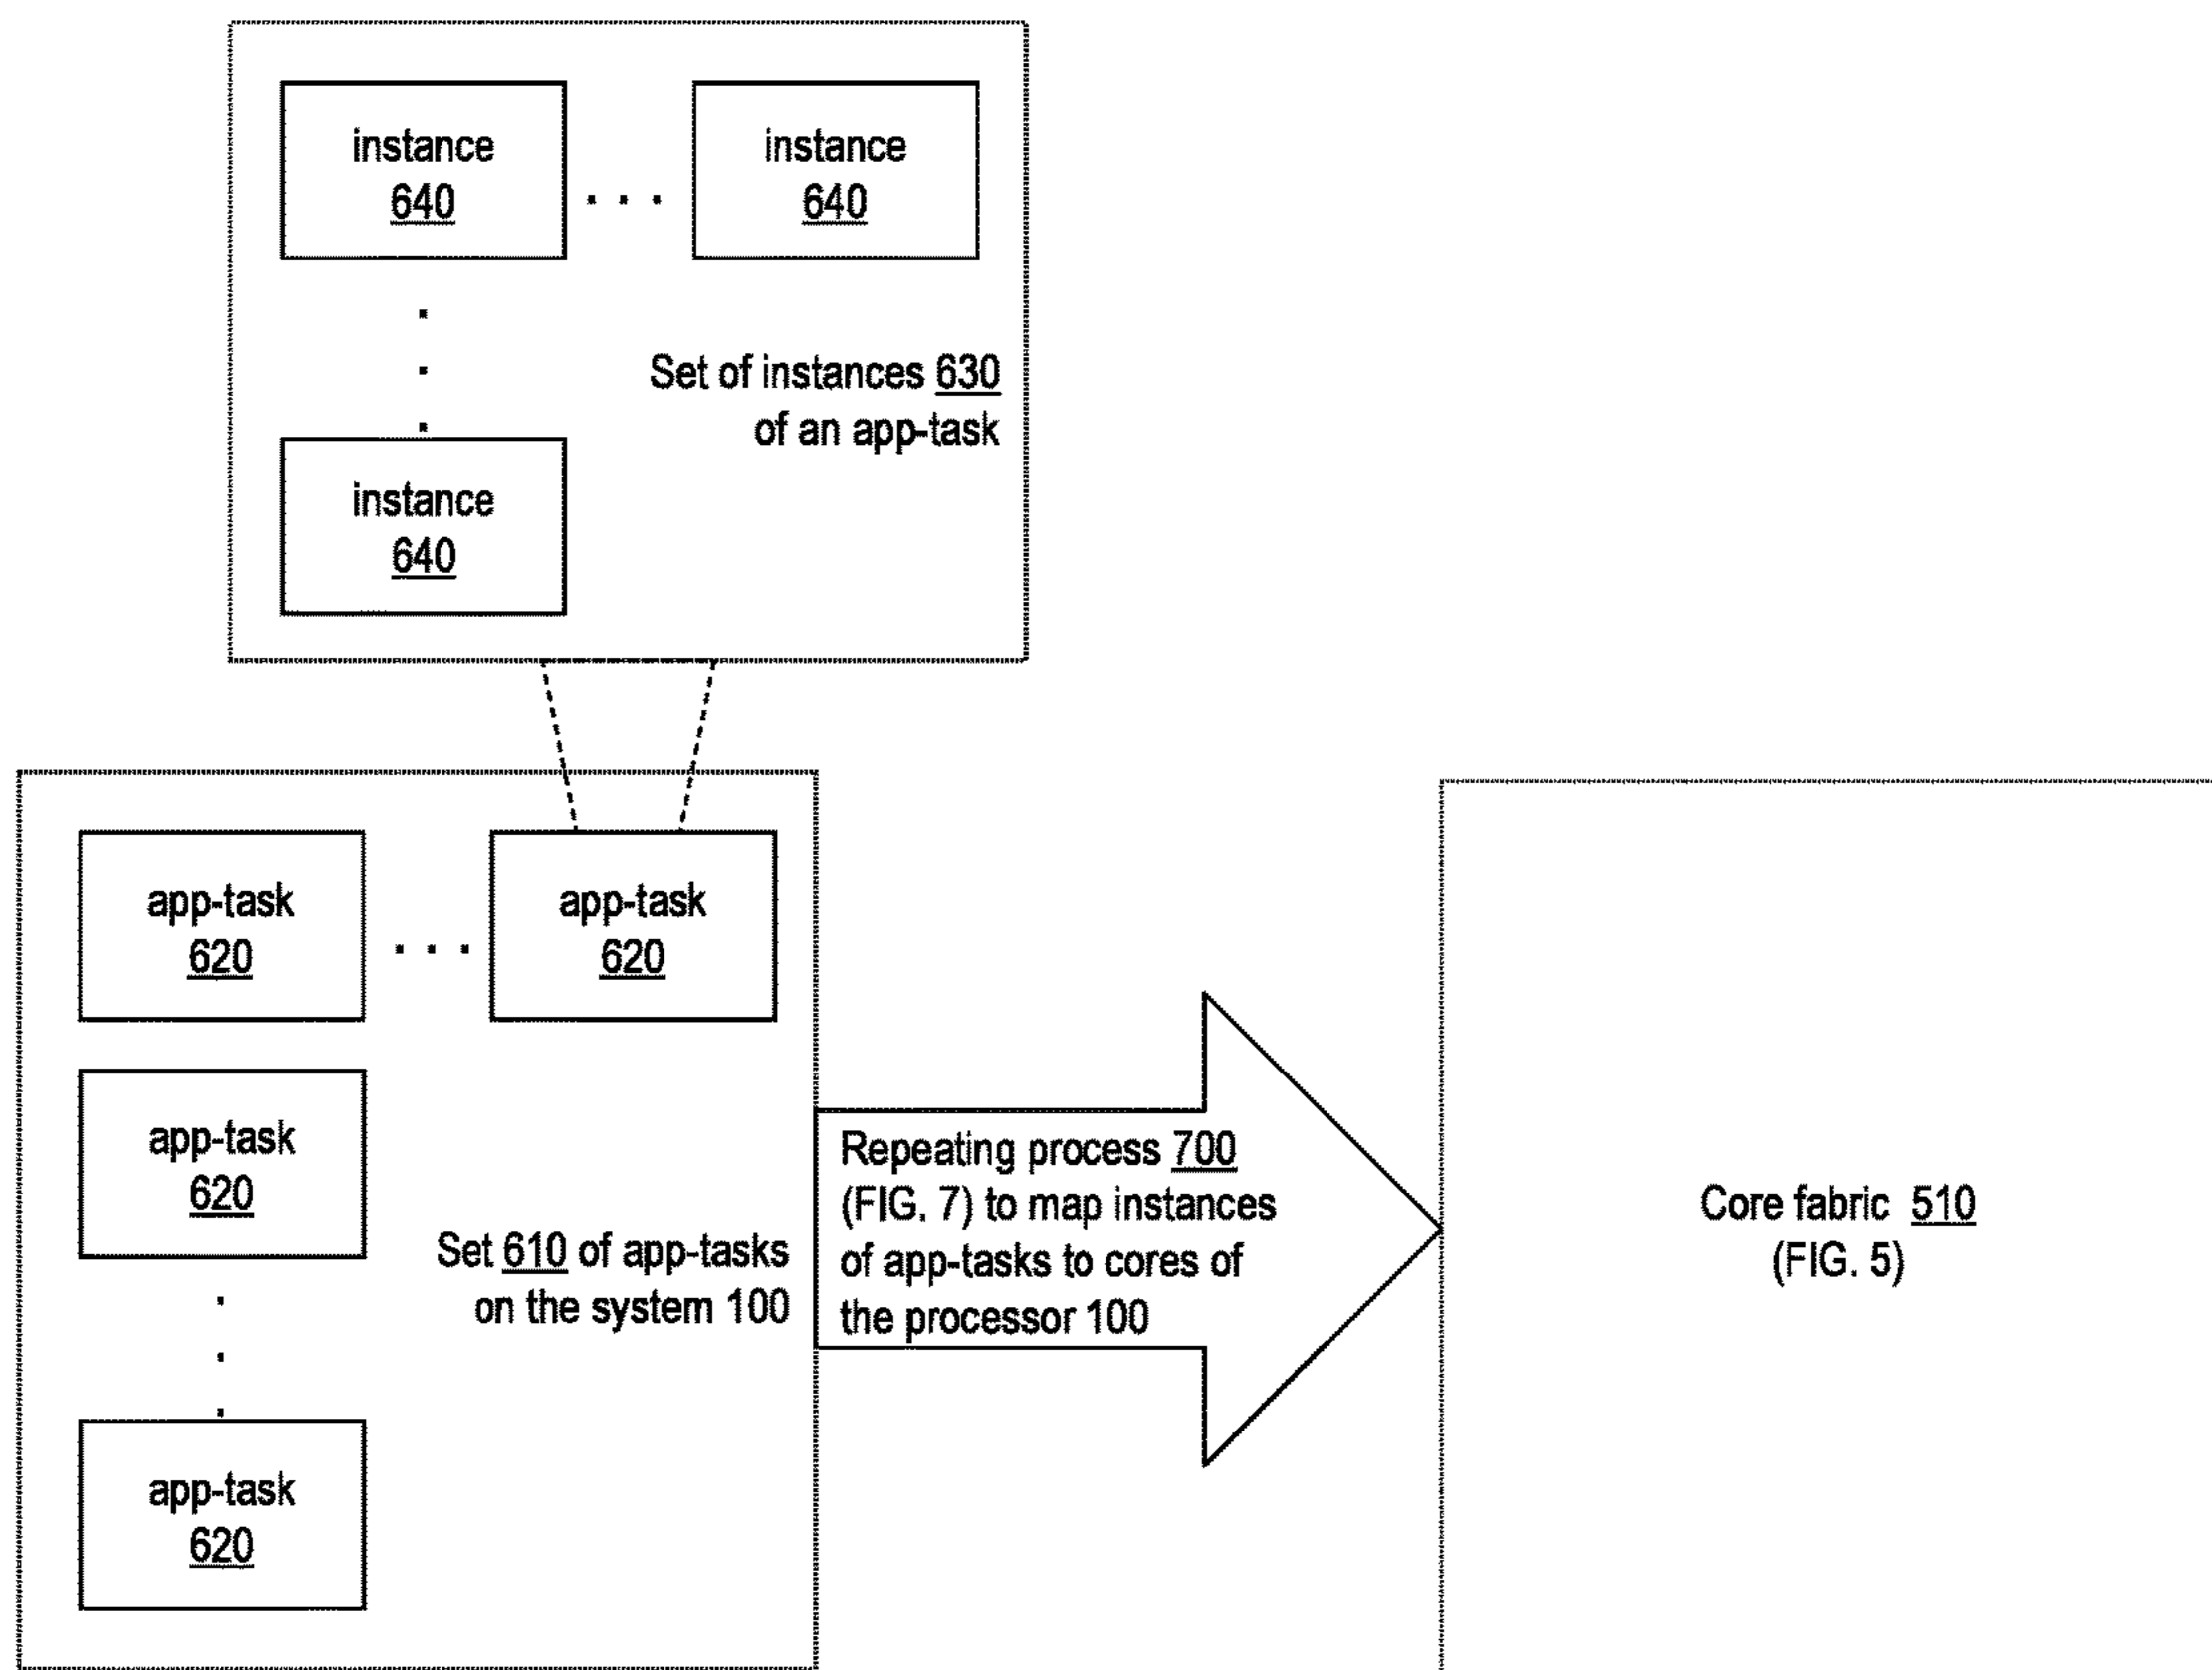 instance
640
. . .
instance
640
.
.
.
Set of instances 630
of an app-task
instance
640
app-task
620
. . .
app-task
620
app-task
620
Set 610 of app-tasks
on the system 100
.
.
.
app-task
620
Repeating process 700
(FIG. 7) to map instances
of app-tasks to cores of
the processor 100
Core fabric 510
(FIG. 5)